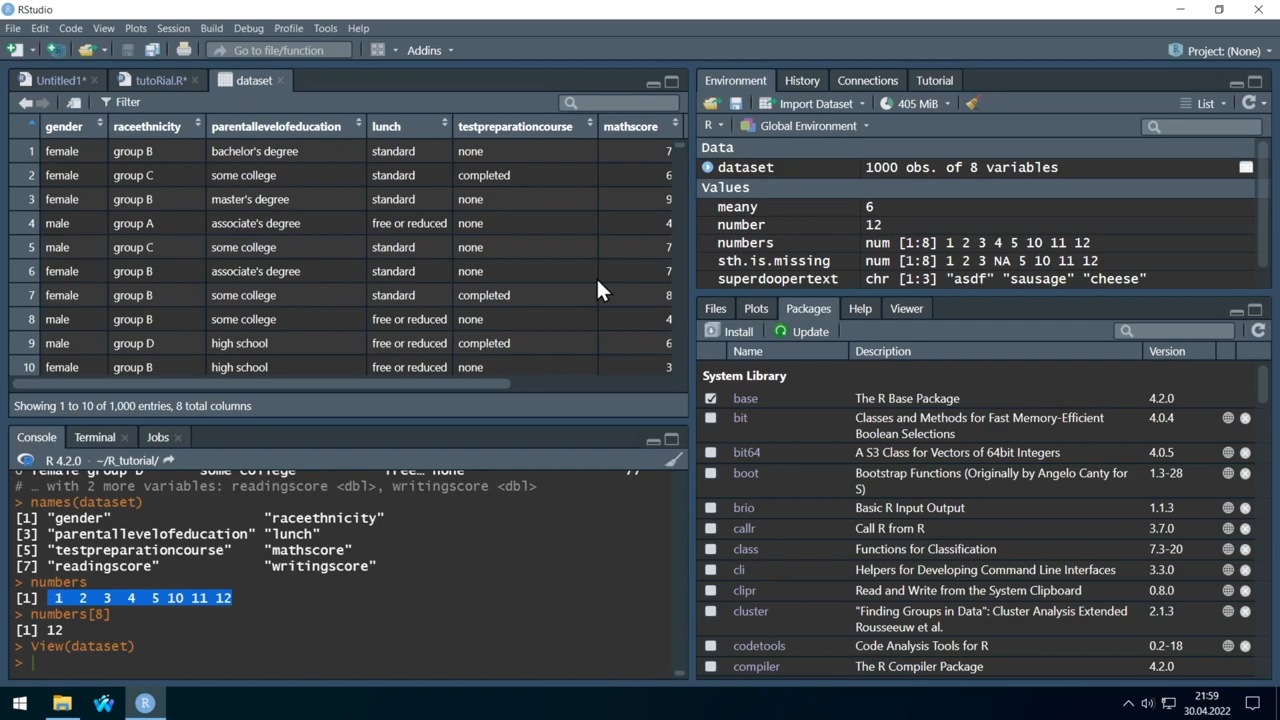 RStudio
File Edit Code View Plots Session Build Debug Profile Tools Help
Go to file/function Addins Project: (None)
Untitled1* tutoRial.R* dataset
Filter
gender raceethnicity parentallevelofeducation lunch testpreparationcourse mathscore
1 female group B bachelor's degree standard none 7
2 female group C some college standard completed 6
3 female group B master's degree standard none 9
4 male group A associate's degree free or reduced none 4
5 male group C some college standard none 7
6 female group B associate's degree standard none 7
7 female group B some college standard completed 8
8 male group B some college free or reduced none 4
9 male group D high school free or reduced completed 6
10 female group B high school free or reduced none 3
Showing 1 to 10 of 1,000 entries, 8 total columns
Console Terminal Jobs
R 4.2.0 · ~/R_tutorial/
female group D some college free… none
# … with 2 more variables: readingscore <dbl>, writingscore <dbl>
> names(dataset)
[1] "gender" "raceethnicity"
[3] "parentallevelofeducation" "lunch"
[5] "testpreparationcourse" "mathscore"
[7] "readingscore" "writingscore"
> numbers
[1] 1 2 3 4 5 10 11 12
> numbers[8]
[1] 12
> View(dataset)
>
Environment History Connections Tutorial
Import Dataset 405 MiB List
R Global Environment
Data
dataset 1000 obs. of 8 variables
Values
meany 6
number 12
numbers num [1:8] 1 2 3 4 5 10 11 12
sth.is.missing num [1:8] 1 2 3 NA 5 10 11 12
superdoopertext chr [1:3] "asdf" "sausage" "cheese"
Files Plots Packages Help Viewer
Install Update
Name Description Version
System Library
base The R Base Package 4.2.0
bit Classes and Methods for Fast Memory-Efficient 4.0.4
Boolean Selections
bit64 A S3 Class for Vectors of 64bit Integers 4.0.5
boot Bootstrap Functions (Originally by Angelo Canty for 1.3-28
S)
brio Basic R Input Output 1.1.3
callr Call R from R 3.7.0
class Functions for Classification 7.3-20
cli Helpers for Developing Command Line Interfaces 3.3.0
clipr Read and Write from the System Clipboard 0.8.0
cluster "Finding Groups in Data": Cluster Analysis Extended 2.1.3
Rousseeuw et al.
codetools Code Analysis Tools for R 0.2-18
compiler The R Compiler Package 4.2.0
21:59
30.04.2022